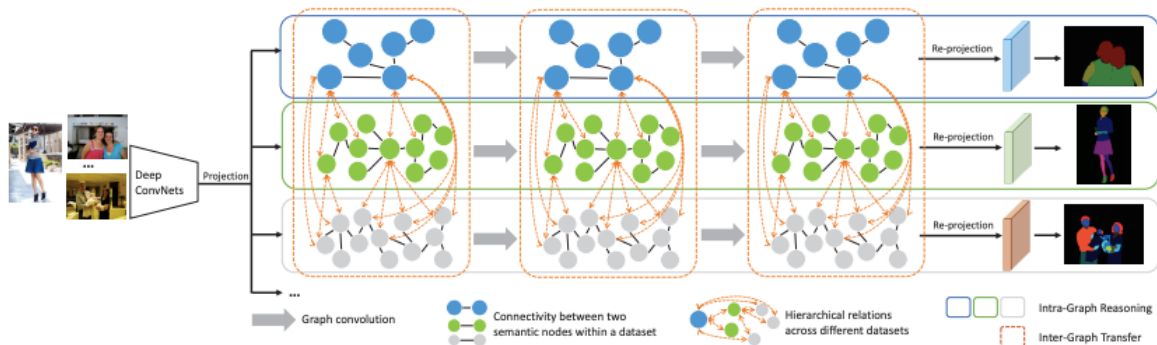 Deep
ConvNets
Projection
...
Re-projection
Re-projection
Re-projection
...
Graph convolution
Connectivity between two
semantic nodes within a dataset
Hierarchical relations
across different datasets
Intra-Graph Reasoning
Inter-Graph Transfer